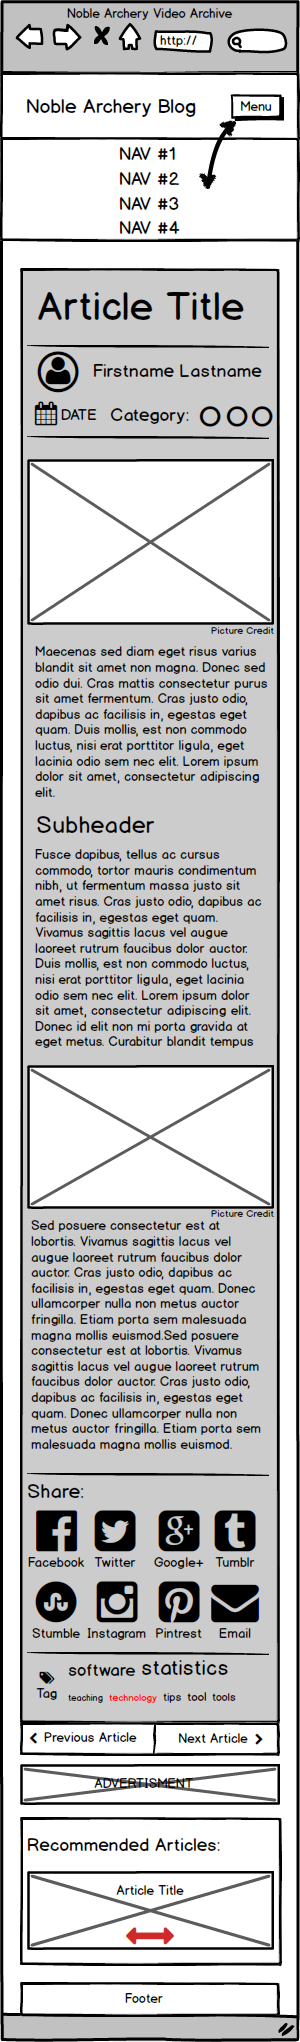 Noble Archery Video Archive
http://
Noble Archery Blog
Menu
NAV #1
NAV #2
NAV #3
NAV #4
Article Title
Firstname Lastname
DATE Category:
Picture Credit
Maecenas sed diam eget risus varius
blandit sit amet non magna. Donec sed
odio dui. Cras mattis consectetur purus
sit amet fermentum. Cras justo odio,
dapibus ac facilisis in, egestas eget
quam. Duis mollis, est non commodo
luctus, nisi erat porttitor ligula, eget
lacinia odio sem nec elit. Lorem ipsum
dolor sit amet, consectetur adipiscing
elit.
Subheader
Fusce dapibus, tellus ac cursus
commodo, tortor mauris condimentum
nibh, ut fermentum massa justo sit
amet risus. Cras justo odio, dapibus ac
facilisis in, egestas eget quam.
Vivamus sagittis lacus vel augue
laoreet rutrum faucibus dolor auctor.
Duis mollis, est non commodo luctus,
nisi erat porttitor ligula, eget lacinia
odio sem nec elit. Lorem ipsum dolor
sit amet, consectetur adipiscing elit.
Donec id elit non mi porta gravida at
eget metus. Curabitur blandit tempus
Picture Credit
Sed posuere consectetur est at
lobortis. Vivamus sagittis lacus vel
augue laoreet rutrum faucibus dolor
auctor. Cras justo odio, dapibus ac
facilisis in, egestas eget quam. Donec
ullamcorper nulla non metus auctor
fringilla. Etiam porta sem malesuada
magna mollis euismod.Sed posuere
consectetur est at lobortis. Vivamus
sagittis lacus vel augue laoreet rutrum
faucibus dolor auctor. Cras justo odio,
dapibus ac facilisis in, egestas eget
quam. Donec ullamcorper nulla non
metus auctor fringilla. Etiam porta sem
malesuada magna mollis euismod.
Share:
Facebook Twitter Google+ Tumblr
Stumble Instagram Pintrest Email
software statistics
Tag teaching technology tips tool tools
Previous Article
Next Article
ADVERTISMENT
Recommended Articles:
Article Title
Footer